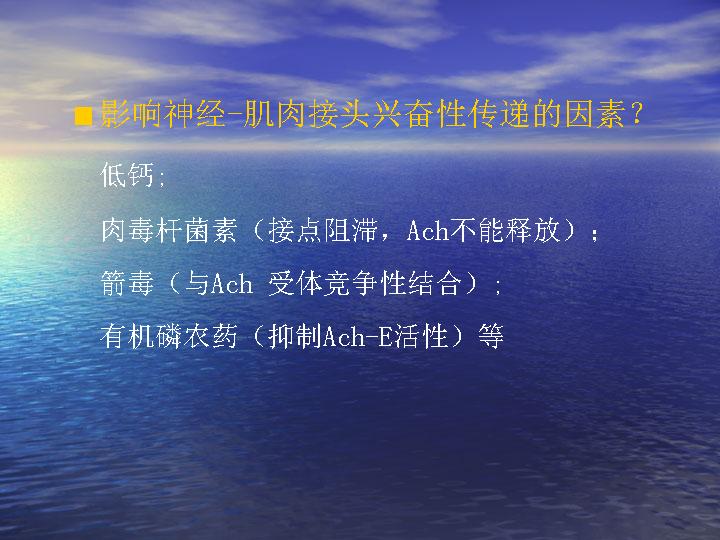 影响神经-肌肉接头兴奋性传递的因素?
低钙;
肉毒杆菌素（接点阻滞，Ach不能释放）;
箭毒（与Ach 受体竞争性结合）;
有机磷农药（抑制Ach-E活性）等